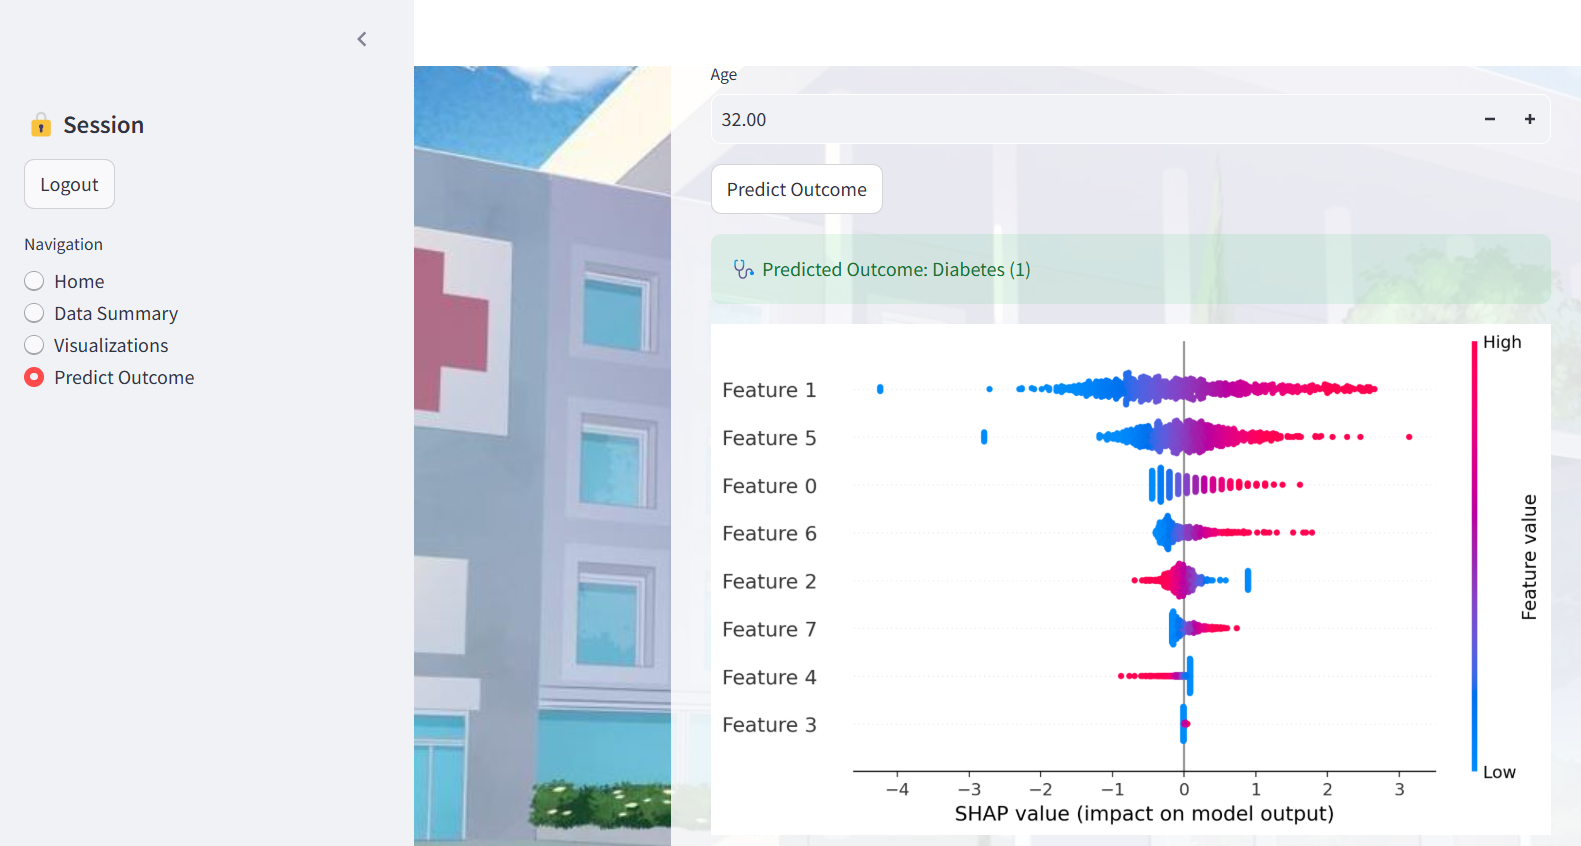 Session
Logout
Navigation
Home
Data Summary
Visualizations
Predict Outcome
Age
32.00
Predict Outcome
Predicted Outcome: Diabetes (1)
High
Feature 1
Feature 5
Feature 0
Feature 6
Feature 2
Feature 7
Feature 4
Feature 3
Feature value
Low
−4 −3 −2 −1 0 1 2 3
SHAP value (impact on model output)